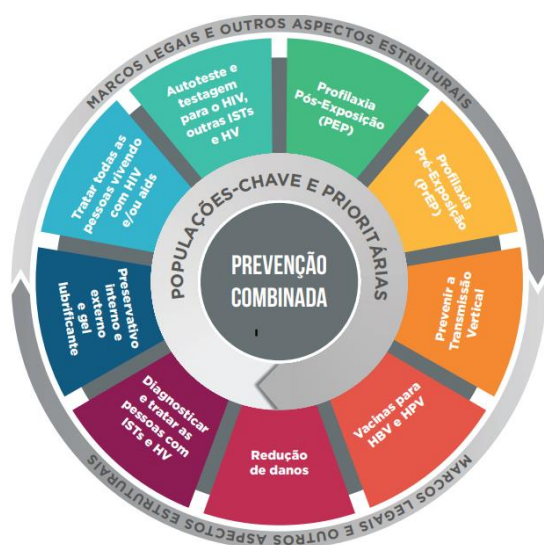 MARCOS LEGAIS E OUTROS ASPECTOS ESTRUTURAIS
Autoteste e
testagem
para o HIV,
outras ISTs
e HV
Profilaxia
Pós-Exposição
(PEP)
Profilaxia
Pré-Exposição
(PrEP)
Prevenir a
Transmissão
Vertical
Vacinas para
HBV e HPV
Redução
de danos
Diagnosticar
e tratar as
pessoas com
ISTs e HV
Preservativo
interno e
externo
e gel
lubrificante
Tratar todas as
pessoas vivendo
com HIV
e/ou aids
POPULAÇÕES-CHAVE E PRIORITÁRIAS
PREVENÇÃO
COMBINADA
MARCOS LEGAIS E OUTROS ASPECTOS ESTRUTURAIS